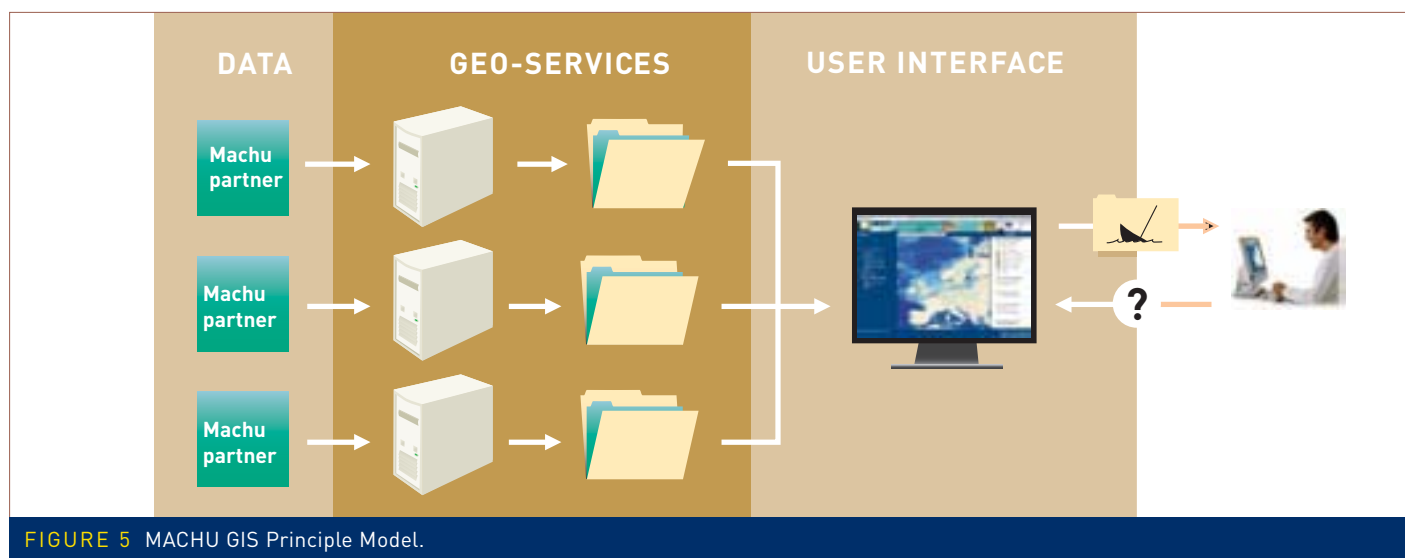 DATA
GEO-SERVICES
USER INTERFACE
Machu
partner
Machu
partner
Machu
partner
?
FIGURE 5 MACHU GIS Principle Model.